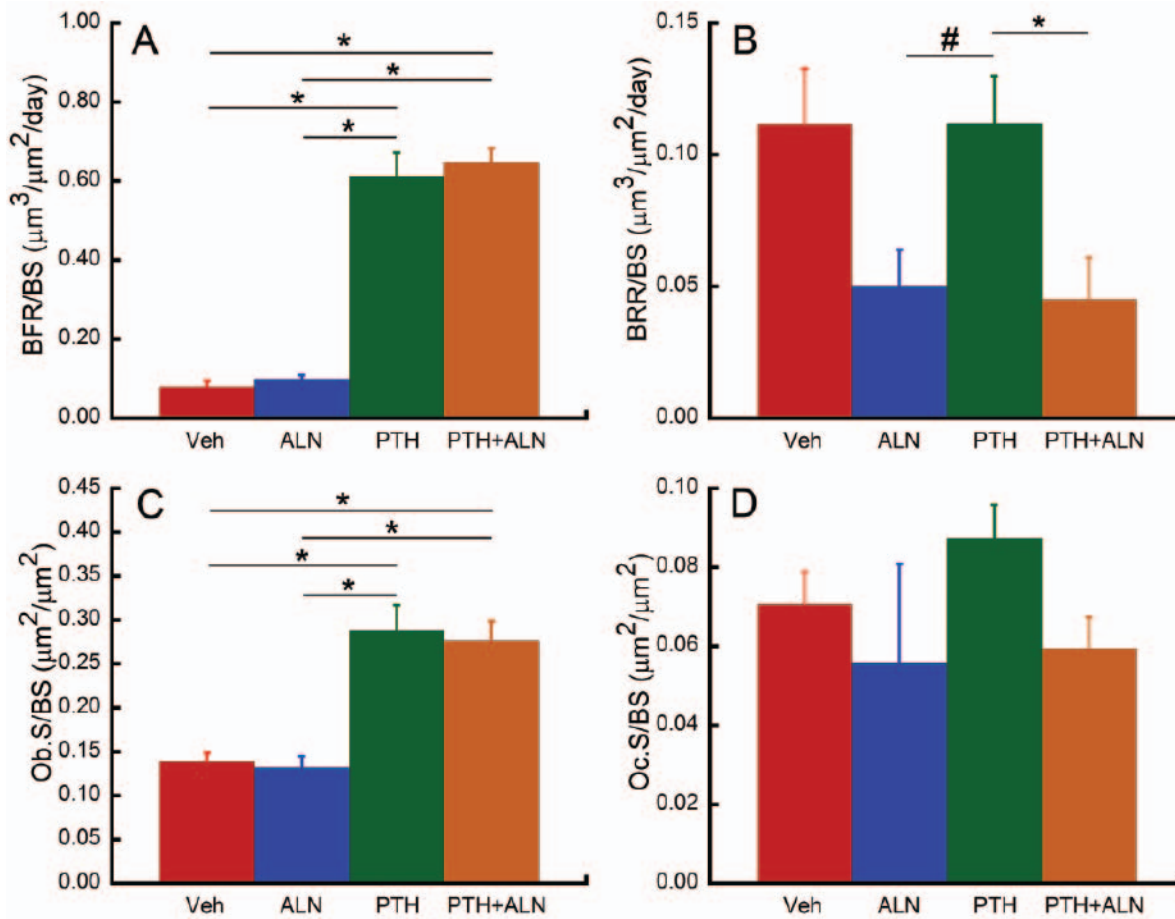 A
BFR/BS (μm³/μm²/day)
1.00
0.80
0.60
0.40
0.20
0.00
*
*
*
*
Veh ALN PTH PTH+ALN
B
BRR/BS (μm³/μm²/day)
0.15
0.10
0.05
0.00
# *
Veh ALN PTH PTH+ALN
C
Ob.S/BS (μm²/μm²)
0.45
0.40
0.35
0.30
0.25
0.20
0.15
0.10
0.05
0.00
*
*
*
*
Veh ALN PTH PTH+ALN
D
Oc.S/BS (μm²/μm²)
0.10
0.08
0.06
0.04
0.02
0.00
Veh ALN PTH PTH+ALN